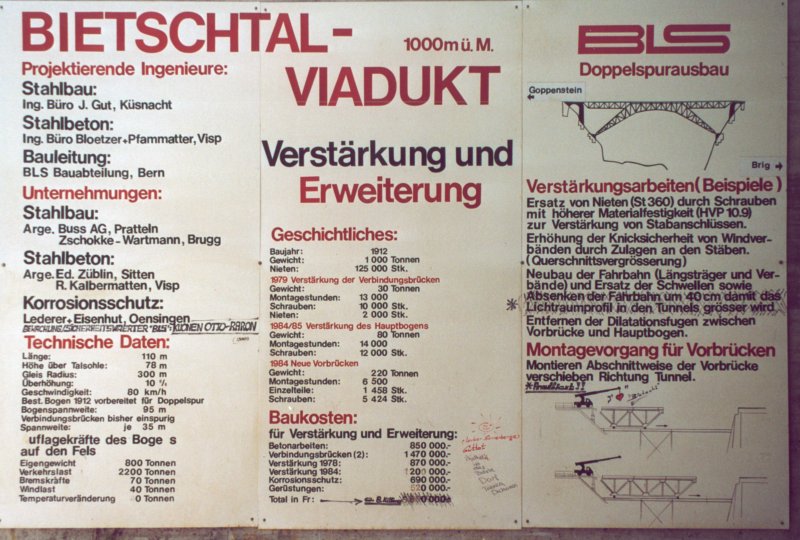 BIETSCHTAL-
1000m ü. M.
VIADUKT
Projektierende Ingenieure:
Stahlbau:
Ing. Büro J. Gut, Küsnacht
Stahlbeton:
Ing. Büro Bloetzer+Pfammatter, Visp
Bauleitung:
BLS Bauabteilung, Bern
Unternehmungen:
Stahlbau:
Arge. Buss AG, Pratteln
Zschokke-Wartmann, Brugg
Stahlbeton:
Arge. Ed. Züblin, Sitten
R. Kalbermatten, Visp
Korrosionsschutz:
Lederer+Eisenhut, Oensingen
KLONEN OTTO-RARON
Technische Daten:
Länge: 110 m
Höhe über Talsohle: 78 m
Gleis Radius: 300 m
Überhöhung:
Geschwindigkeit: 80 km/h
Best. Bogen 1912 vorbereitet für Doppelspur
Bogenspannweite: 95 m
Verbindungsbrücken bisher einspurig
Spannweite: je 35 m
uflagekräfte des Boge s
auf den Fels
Eigengewicht 800 Tonnen
Verkehrslast 2200 Tonnen
Bremskräfte 70 Tonnen
Windlast 40 Tonnen
Temperaturveränderung 0 Tonnen
Verstärkung und
Erweiterung
Geschichtliches:
Baujahr: 1912
Gewicht: 1 000 Tonnen
Nieten: 125 000 Stk.
1979 Verstärkung der Verbindungsbrücken
Gewicht: 30 Tonnen
Montagestunden: 13 000
Schrauben: 10 000 Stk.
Nieten: 2 000 Stk.
1984/85 Verstärkung des Hauptbogens
Gewicht: 80 Tonnen
Montagestunden: 14 000
Schrauben: 12 000 Stk.
1984 Neue Vorbrücken
Gewicht: 220 Tonnen
Montagestunden: 6 500
Einzelteile: 1 458 Stk.
Schrauben: 5 424 Stk.
Baukosten:
für Verstärkung und Erweiterung:
Betonarbeiten: 850 000.-
Verbindungsbrücken (2): 1 470 000.-
Verstärkung 1978: 870 000.-
Verstärkung 1984: 1 200 000.-
Korrosionsschutz: 690 000.-
Gerüstungen: 000.-
Total in Fr:
BLS
Doppelspurausbau
Goppenstein
Brig
Verstärkungsarbeiten (Beispiele)
Ersatz von Nieten (St 360) durch Schrauben
mit höherer Materialfestigkeit (HVP 10.9)
zur Verstärkung von Stabanschlüssen.
Erhöhung der Knicksicherheit von Windver-
bänden durch Zulagen an den Stäben.
(Querschnittsvergrösserung)
Neubau der Fahrbahn (Längsträger und Ver-
bände) und Ersatz der Schwellen sowie
Absenken der Fahrbahn um 40 cm damit das
Lichtraumprofil in den Tunnels grösser wird
Entfernen der Dilatationsfugen zwischen
Vorbrücke und Hauptbogen.
Montagevorgang für Vorbrücken
Montieren Abschnittweise der Vorbrücke
verschieben Richtung Tunnel.